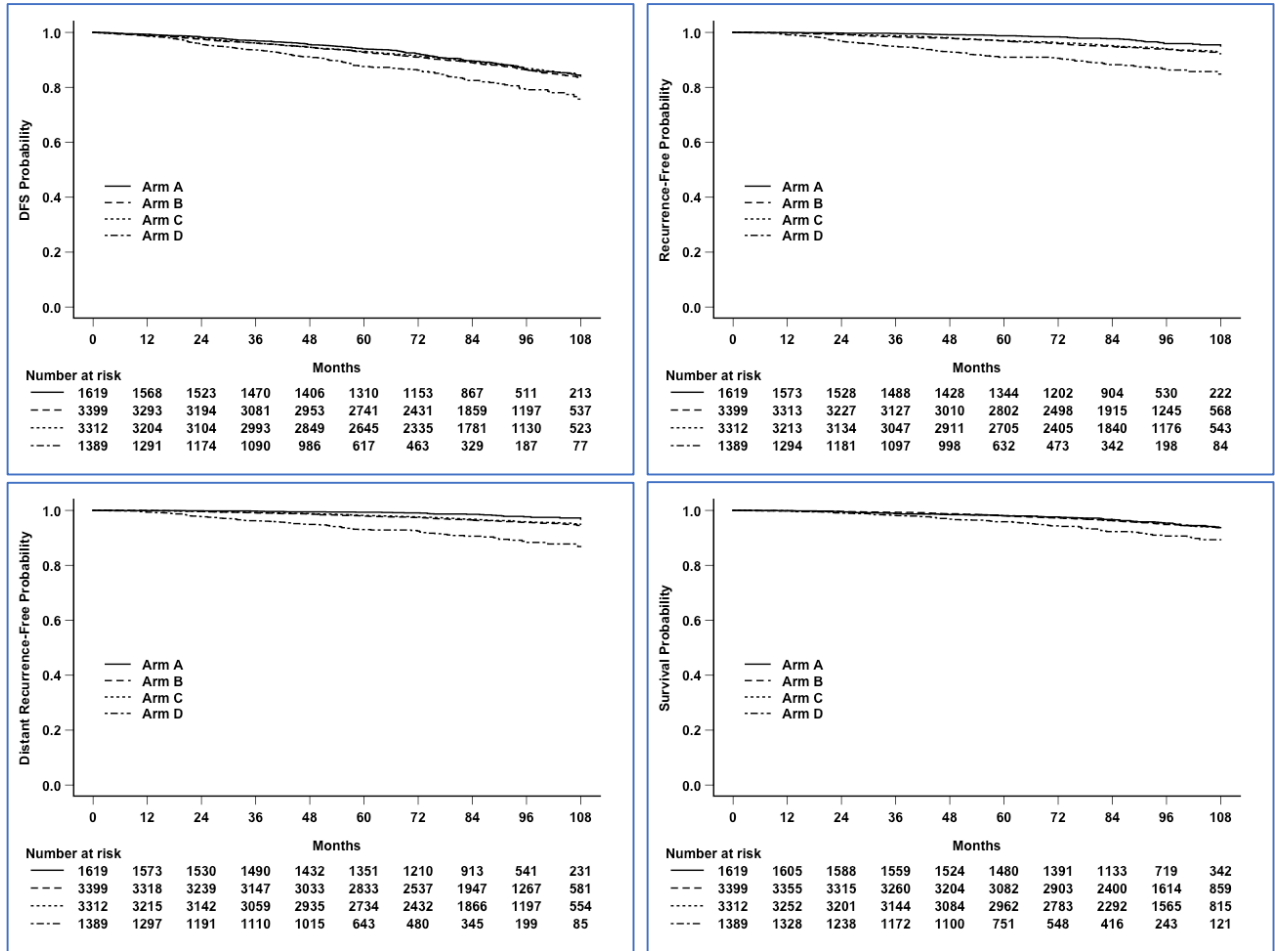 DFS Probability
1.0
0.8
0.6
0.4
0.2
0.0
Arm A
Arm B
Arm C
Arm D
0 12 24 36 48 60 72 84 96 108
Months
Number at risk
1619 1568 1523 1470 1406 1310 1153 867 511 213
3399 3293 3194 3081 2953 2741 2431 1859 1197 537
3312 3204 3104 2993 2849 2645 2335 1781 1130 523
1389 1291 1174 1090 986 617 463 329 187 77
Recurrence-Free Probability
1.0
0.8
0.6
0.4
0.2
0.0
Arm A
Arm B
Arm C
Arm D
0 12 24 36 48 60 72 84 96 108
Months
Number at risk
1619 1573 1528 1488 1428 1344 1202 904 530 222
3399 3313 3227 3127 3010 2802 2498 1915 1245 568
3312 3213 3134 3047 2911 2705 2405 1840 1176 543
1389 1294 1181 1097 998 632 473 342 198 84
Distant Recurrence-Free Probability
1.0
0.8
0.6
0.4
0.2
0.0
Arm A
Arm B
Arm C
Arm D
0 12 24 36 48 60 72 84 96 108
Months
Number at risk
1619 1573 1530 1490 1432 1351 1210 913 541 231
3399 3318 3239 3147 3033 2833 2537 1947 1267 581
3312 3215 3142 3059 2935 2734 2432 1866 1197 554
1389 1297 1191 1110 1015 643 480 345 199 85
Survival Probability
1.0
0.8
0.6
0.4
0.2
0.0
Arm A
Arm B
Arm C
Arm D
0 12 24 36 48 60 72 84 96 108
Months
Number at risk
1619 1605 1588 1559 1524 1480 1391 1133 719 342
3399 3355 3315 3260 3204 3082 2903 2400 1614 859
3312 3252 3201 3144 3084 2962 2783 2292 1565 815
1389 1328 1238 1172 1100 751 548 416 243 121